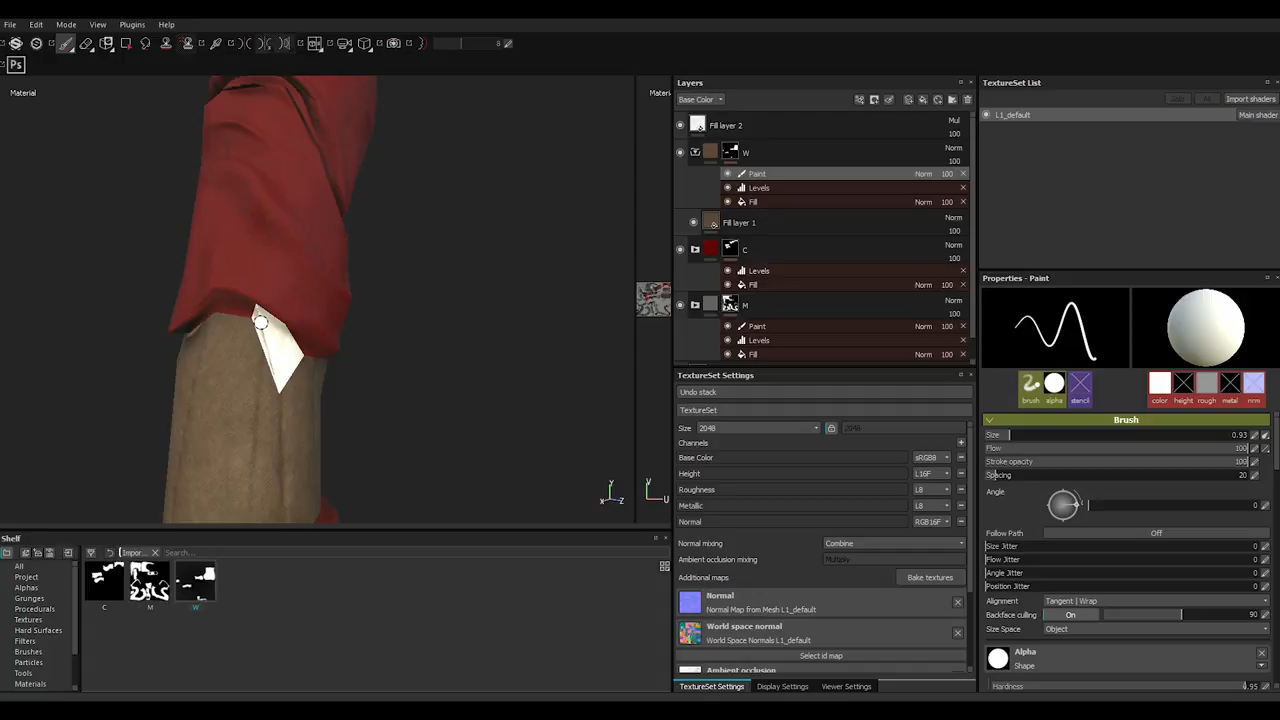 File Edit Mode View Plugins Help
8
Ps
Material
Material
U
Y
X Z
V
Layers
Base Color
Fill layer 2 Mul 100
W Norm 100
Paint Norm 100
Levels
Fill Norm 100
Fill layer 1 Norm 100
C Norm 100
Levels
Fill
M Norm 100
Paint
Levels
Fill
TextureSet Settings
Undo stack
TextureSet
Size 2048 2048
Channels
Base Color sRGB8
Height L16F
Roughness L8
Metallic L8
Normal RGB16F
Normal mixing Combine
Ambient occlusion mixing Multiply
Additional maps Bake textures
Normal
Normal Map from Mesh L1_default
World space normal
World Space Normals L1_default
Select id map
Ambient occlusion
TextureSet Settings Display Settings Viewer Settings
TextureSet List
Solo All Import shaders
L1_default Main shader
Properties - Paint
brush alpha stencil color height rough metal nrm
Brush
Size 0.93
Flow 100
Stroke opacity 100
Spacing 20
Angle 0
Follow Path Off
Size Jitter 0
Flow Jitter 0
Angle Jitter 0
Position Jitter 0
Alignment Tangent | Wrap
Backface culling On 90
Size Space Object
Alpha
Shape
Hardness 0.95
Shelf
Impor... Search...
All
Project
Alphas
Grunges
Procedurals
Textures
Hard Surfaces
Filters
Brushes
Particles
Tools
Materials
C M W